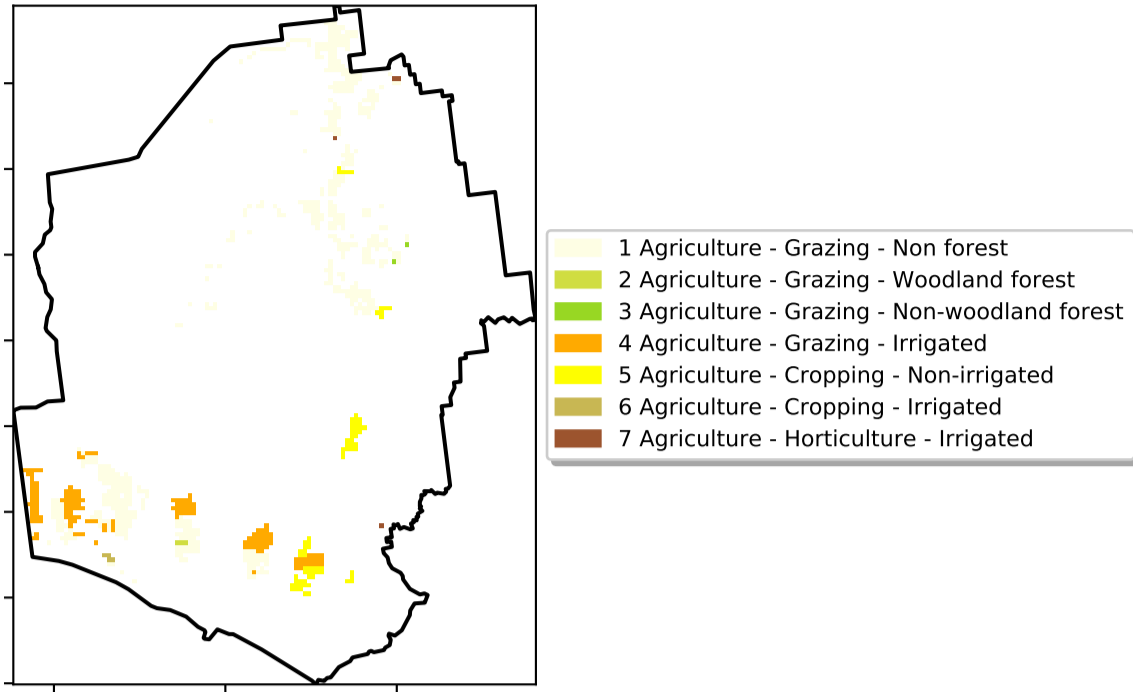 1 Agriculture - Grazing - Non forest
2 Agriculture - Grazing - Woodland forest
3 Agriculture - Grazing - Non-woodland forest
4 Agriculture - Grazing - Irrigated
5 Agriculture - Cropping - Non-irrigated
6 Agriculture - Cropping - Irrigated
7 Agriculture - Horticulture - Irrigated